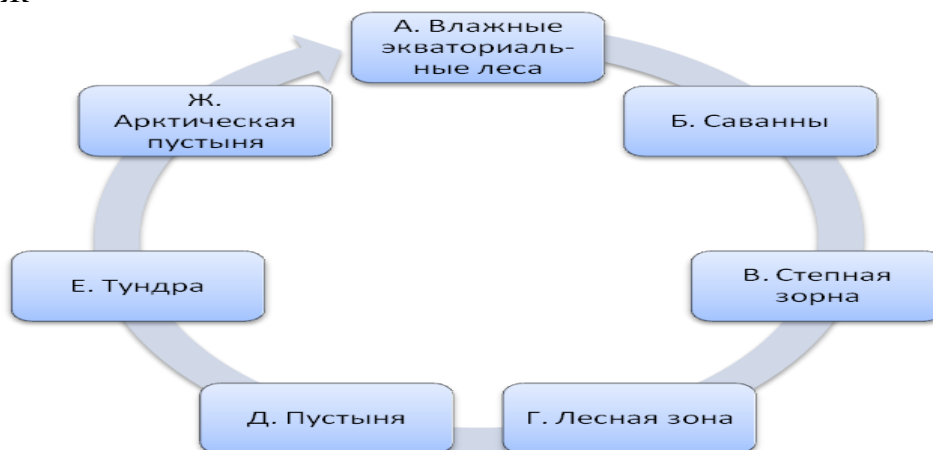 А. Влажные
экваториаль-
ные леса
Б. Саванны
В. Степная
зорна
Г. Лесная зона
Д. Пустыня
Е. Тундра
Ж.
Арктическая
пустыня